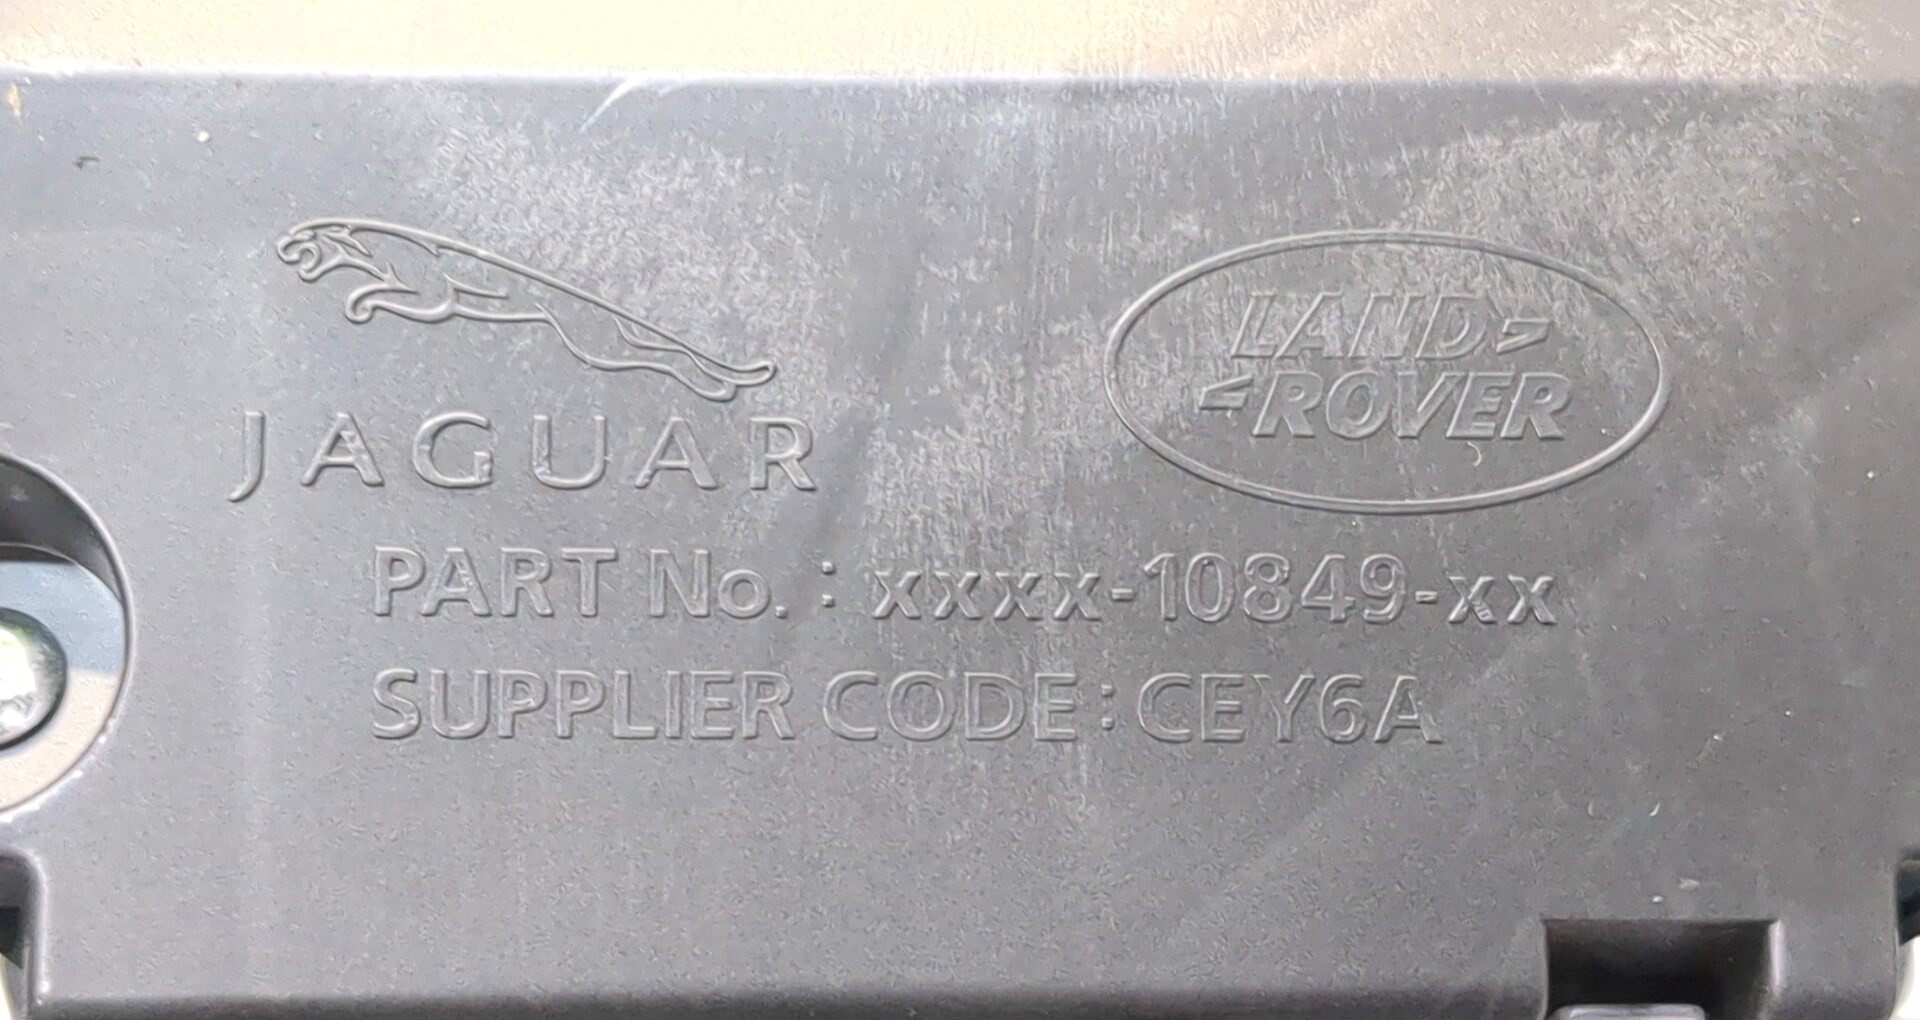 JAGUAR
LAND
ROVER
PART No.: xxxx-10849-xx
SUPPLIER CODE: CEY6A